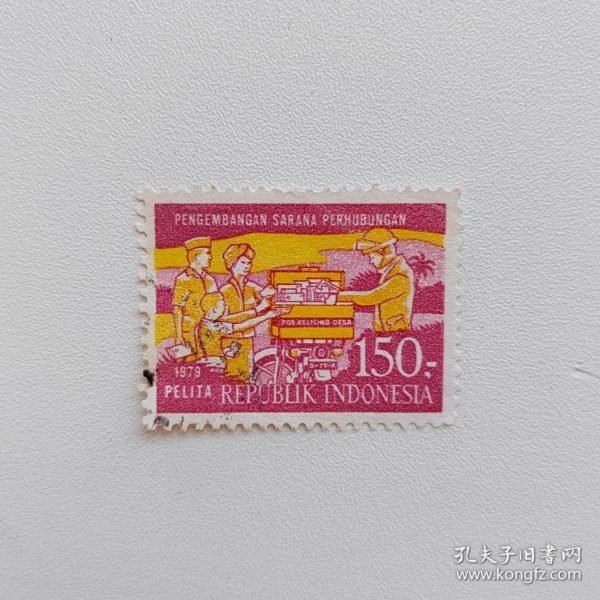 PENGEMBANGAN SARANA PERHUBUNGAN
POS KELILING DESA
1979
150,-
PELITA REPUBLIK INDONESIA
孔夫子旧书网
www.kongfz.com